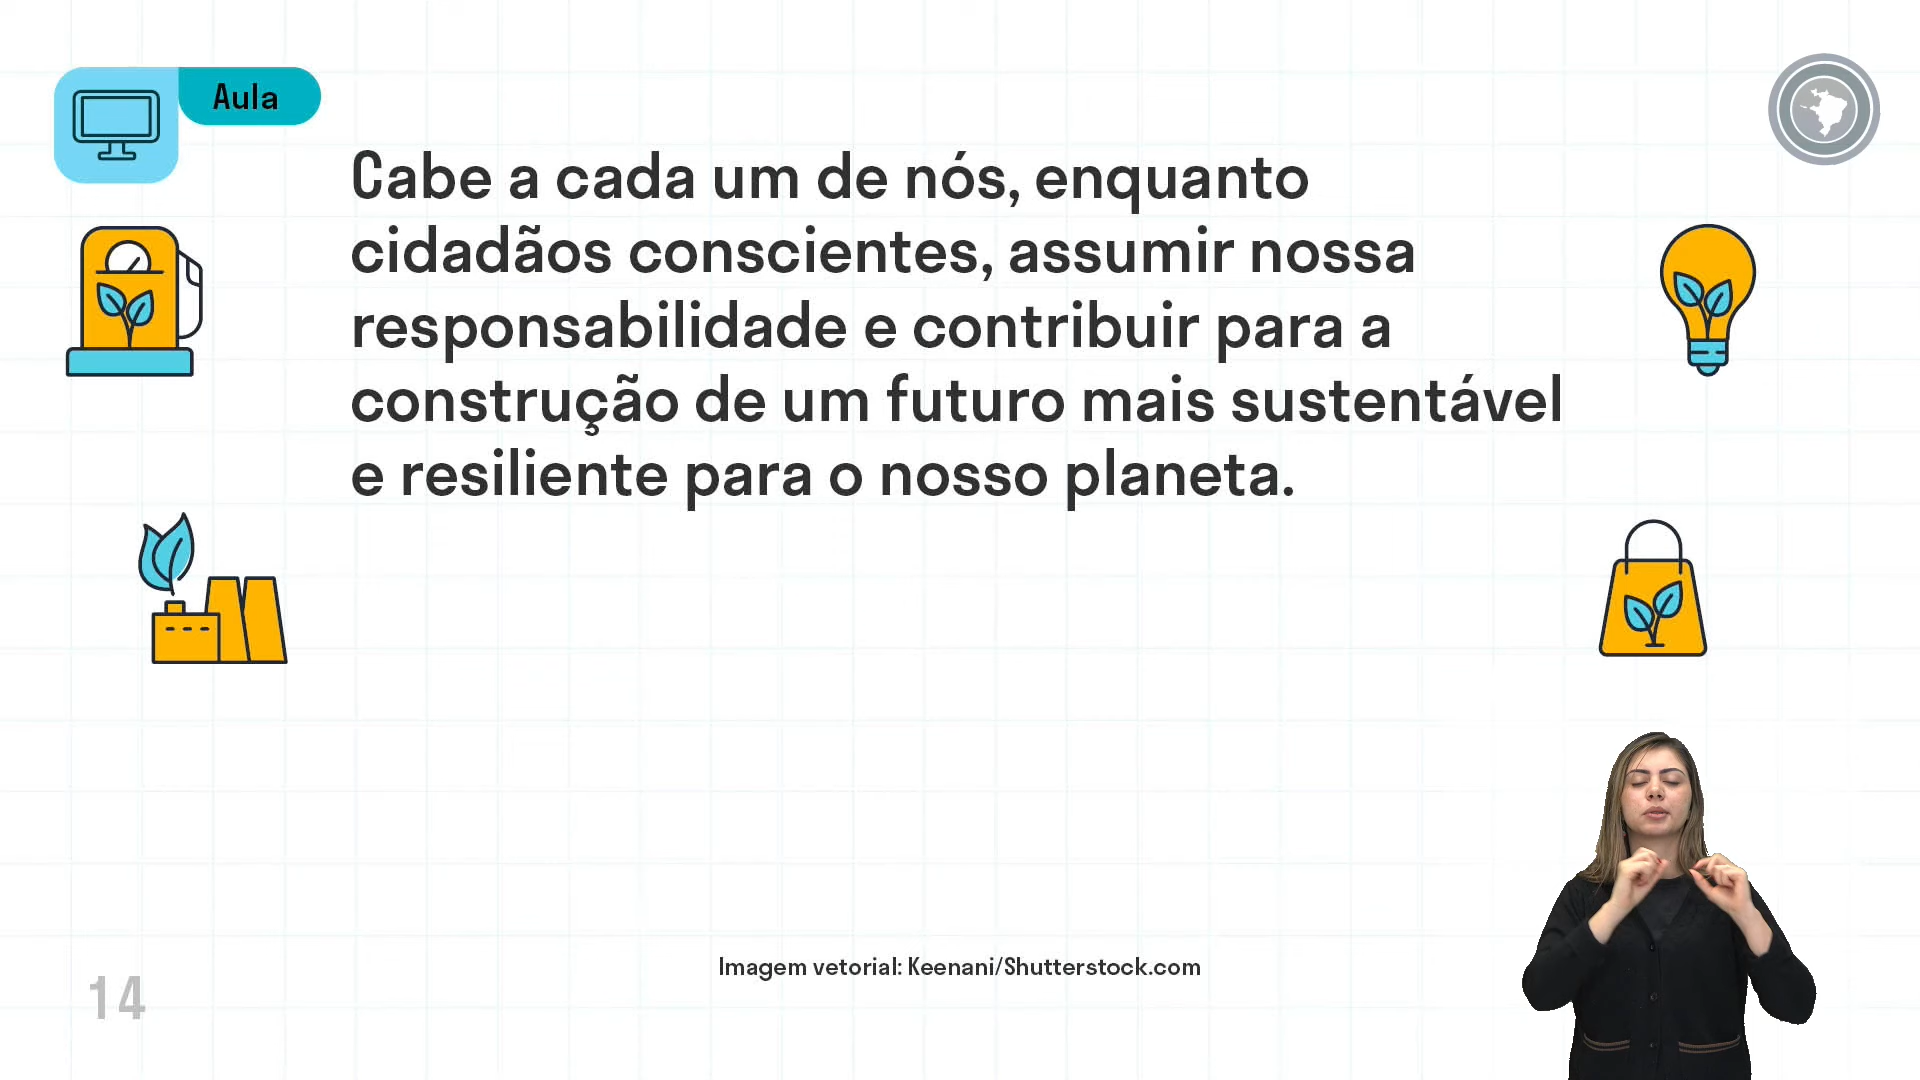 Aula
Cabe a cada um de nós, enquanto
cidadãos conscientes, assumir nossa
responsabilidade e contribuir para a
construção de um futuro mais sustentável
e resiliente para o nosso planeta.
Imagem vetorial: Keenani/Shutterstock.com
14